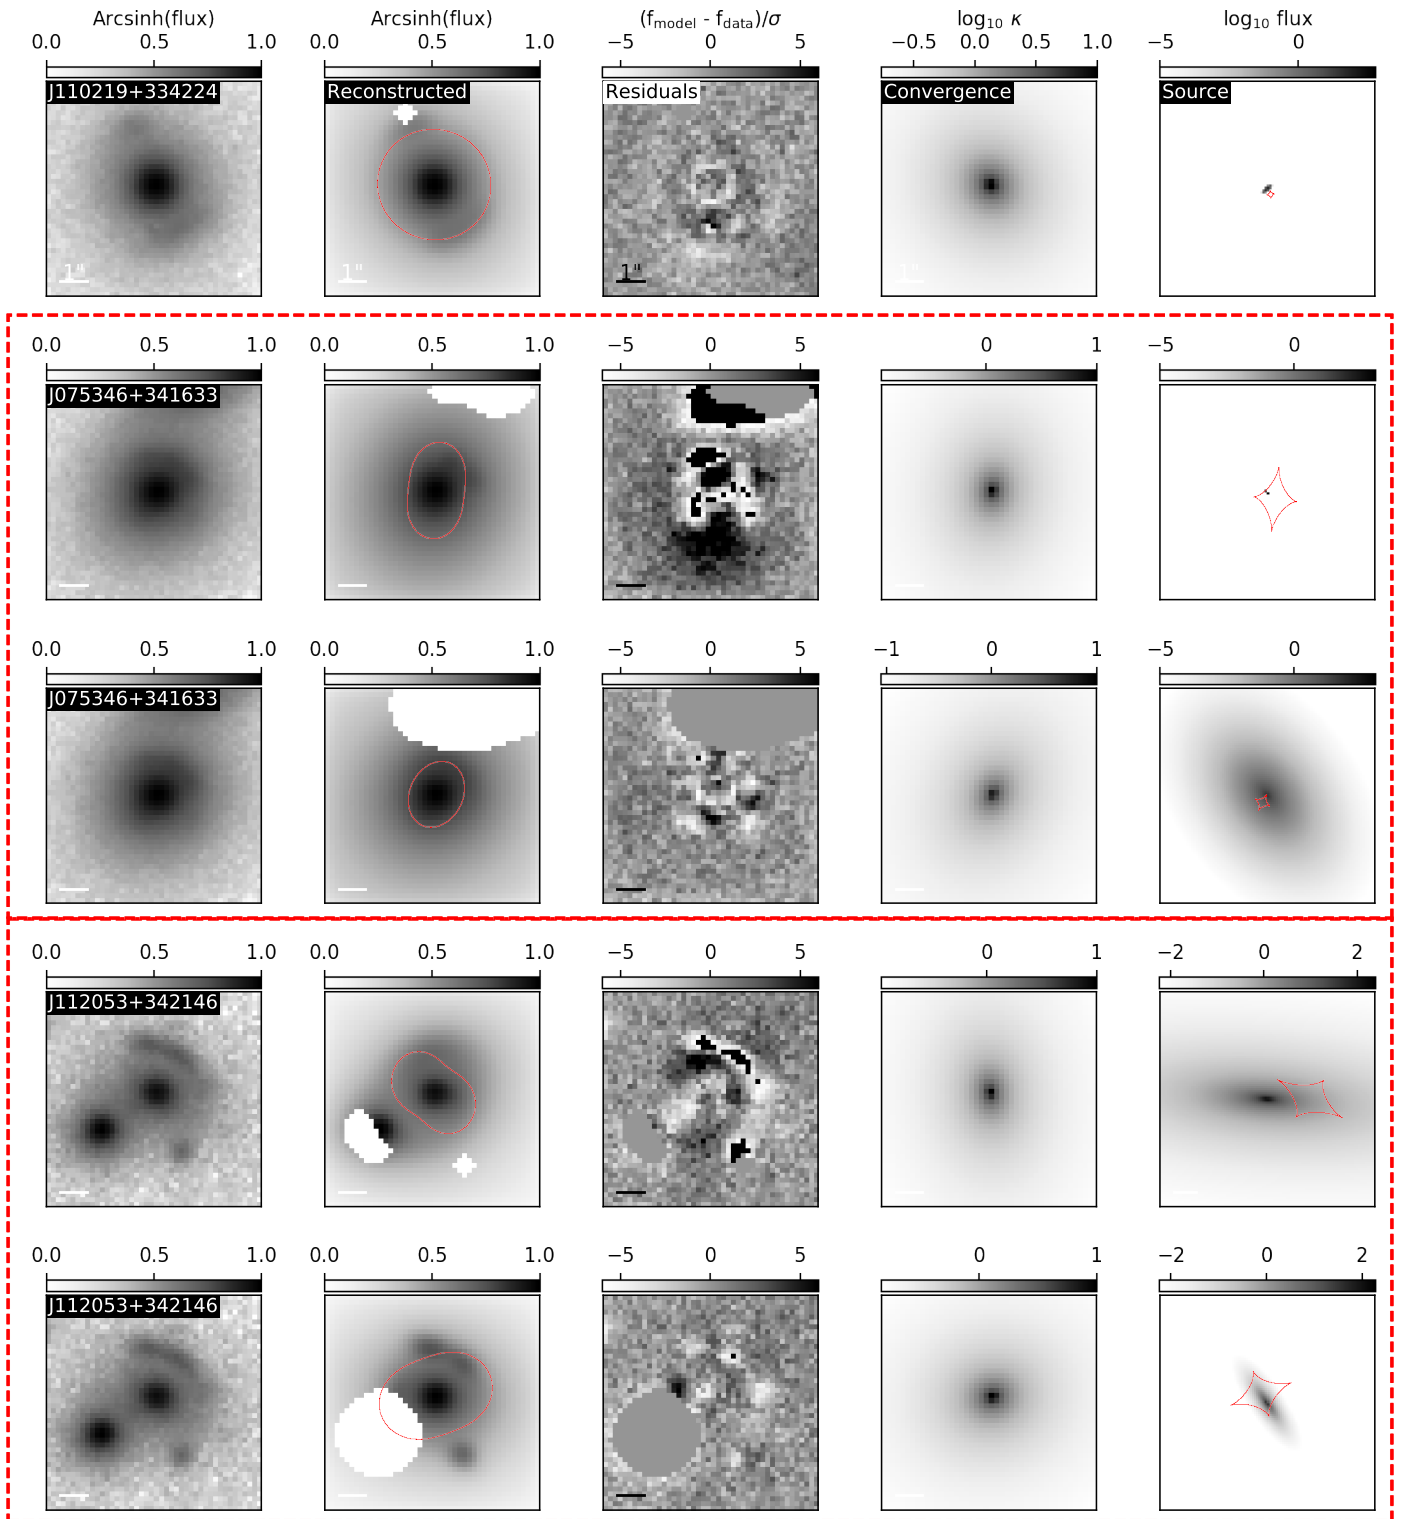 Arcsinh(flux) Arcsinh(flux) (f_model - f_data)/σ log₁₀ κ log₁₀ flux
0.0 0.5 1.0 0.0 0.5 1.0 −5 0 5 −0.5 0.0 0.5 1.0 −5 0
J110219+334224 Reconstructed Residuals Convergence Source
1" 1" 1" 1"
0.0 0.5 1.0 0.0 0.5 1.0 −5 0 5 0 1 −5 0
J075346+341633
0.0 0.5 1.0 0.0 0.5 1.0 −5 0 5 −1 0 1 −5 0
J075346+341633
0.0 0.5 1.0 0.0 0.5 1.0 −5 0 5 0 1 −2 0 2
J112053+342146
0.0 0.5 1.0 0.0 0.5 1.0 −5 0 5 0 1 −2 0 2
J112053+342146